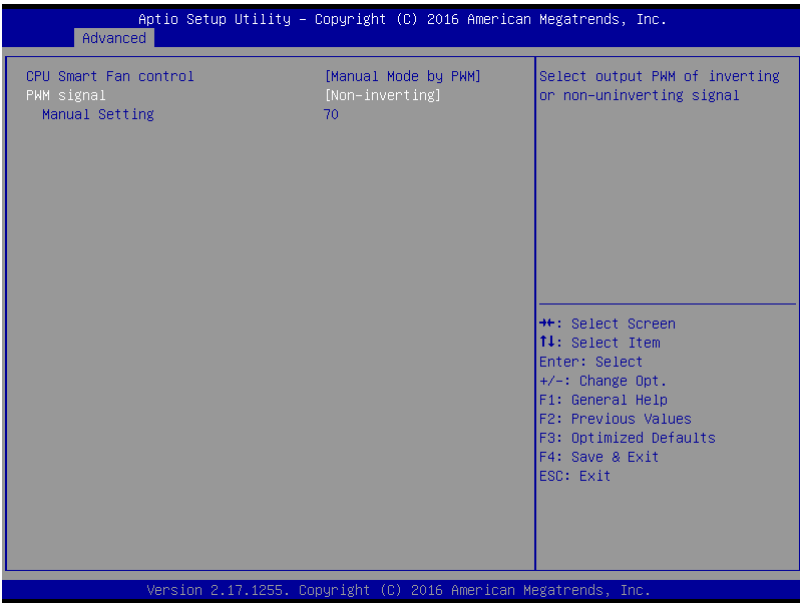 Aptio Setup Utility - Copyright (C) 2016 American Megatrends, Inc.
Advanced
CPU Smart Fan control [Manual Mode by PWM]
PWM signal [Non-inverting]
Manual Setting 70
Select output PWM of inverting
or non-uninverting signal
→←: Select Screen
↑↓: Select Item
Enter: Select
+/-: Change Opt.
F1: General Help
F2: Previous Values
F3: Optimized Defaults
F4: Save & Exit
ESC: Exit
Version 2.17.1255. Copyright (C) 2016 American Megatrends, Inc.